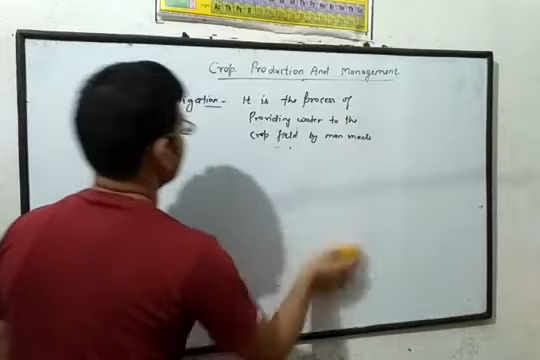 Crop Production And Management
It is the process of
Providing water to the
Crop field by man made